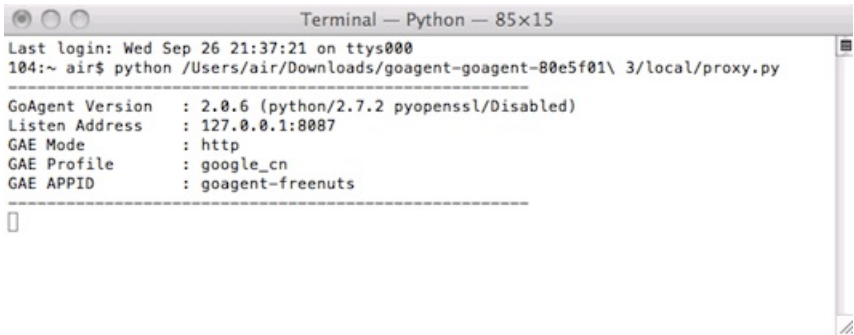 Terminal — Python — 85×15
Last login: Wed Sep 26 21:37:21 on ttys000
104:~ air$ python /Users/air/Downloads/goagent-goagent-80e5f01\ 3/local/proxy.py
------------------------------------------------------
GoAgent Version    : 2.0.6 (python/2.7.2 pyopenssl/Disabled)
Listen Address     : 127.0.0.1:8087
GAE Mode           : http
GAE Profile        : google_cn
GAE APPID          : goagent-freenuts
------------------------------------------------------